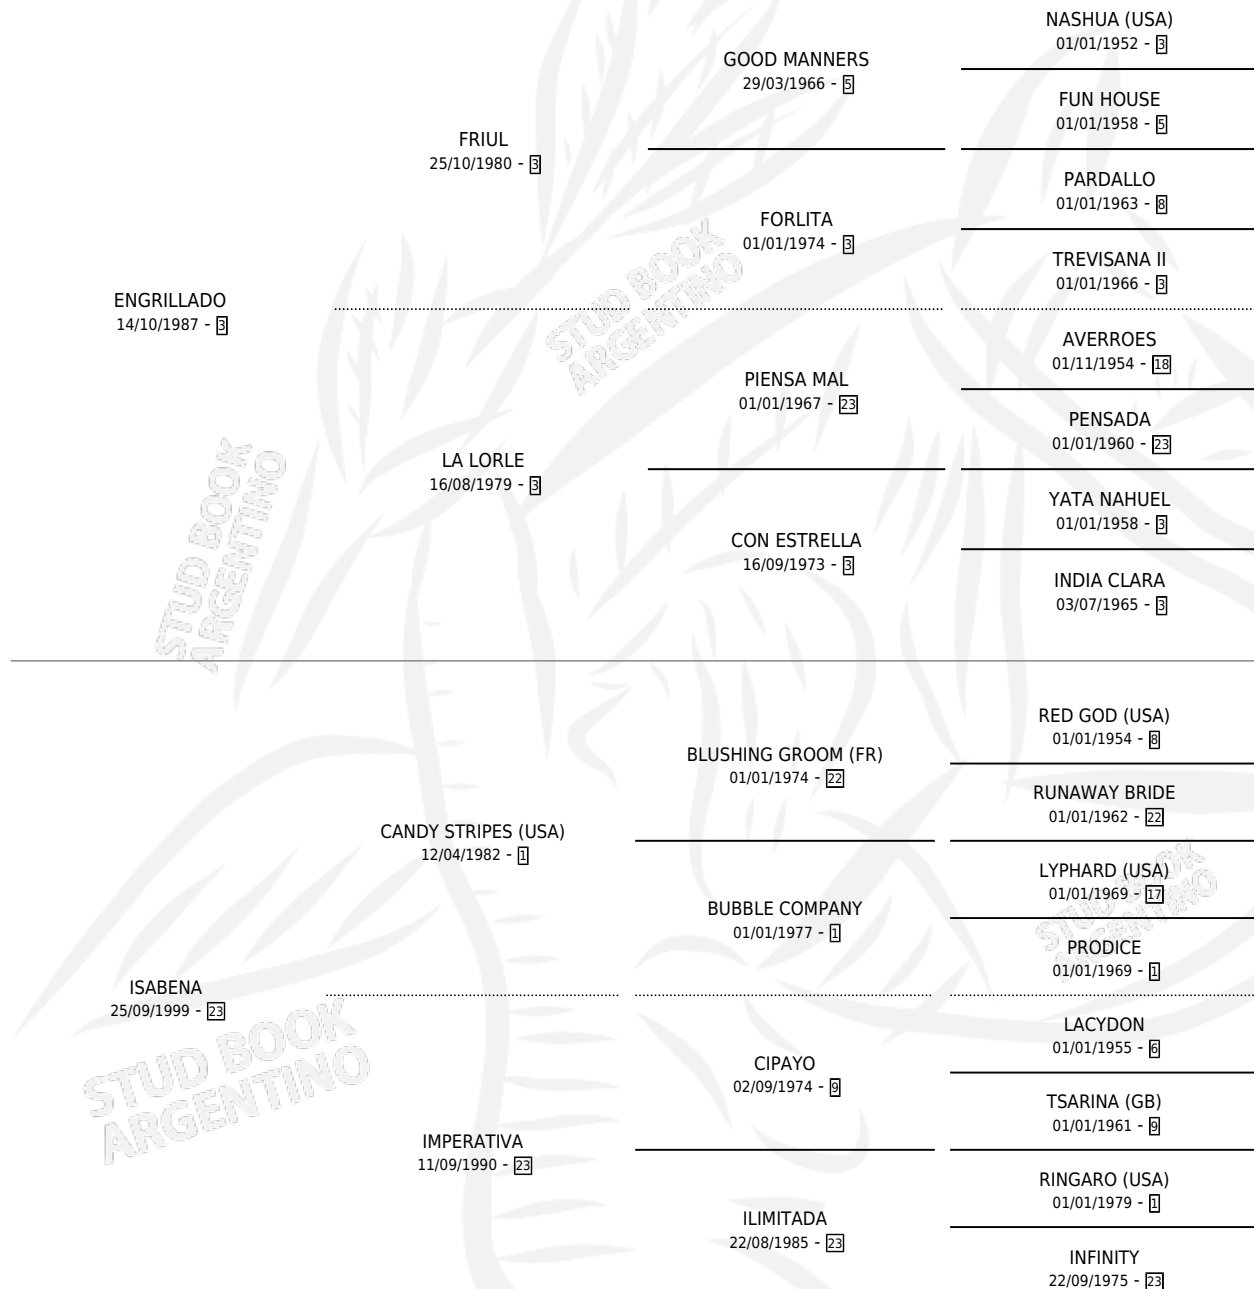 NASHUA (USA)
01/01/1952 - 3
GOOD MANNERS
29/03/1966 - 5
FUN HOUSE
01/01/1958 - 5
FRIUL
25/10/1980 - 3
PARDALLO
01/01/1963 - 8
FORLITA
01/01/1974 - 3
TREVISANA II
01/01/1966 - 3
ENGRILLADO
14/10/1987 - 3
AVERROES
01/11/1954 - 18
PIENSA MAL
01/01/1967 - 23
PENSADA
01/01/1960 - 23
LA LORLE
16/08/1979 - 3
YATA NAHUEL
01/01/1958 - 3
CON ESTRELLA
16/09/1973 - 3
INDIA CLARA
03/07/1965 - 3
RED GOD (USA)
01/01/1954 - 8
BLUSHING GROOM (FR)
01/01/1974 - 22
RUNAWAY BRIDE
01/01/1962 - 22
CANDY STRIPES (USA)
12/04/1982 - 1
LYPHARD (USA)
01/01/1969 - 17
BUBBLE COMPANY
01/01/1977 - 1
PRODICE
01/01/1969 - 1
ISABENA
25/09/1999 - 23
LACYDON
01/01/1955 - 6
CIPAYO
02/09/1974 - 9
TSARINA (GB)
01/01/1961 - 9
IMPERATIVA
11/09/1990 - 23
RINGARO (USA)
01/01/1979 - 1
ILIMITADA
22/08/1985 - 23
INFINITY
22/09/1975 - 23
STUD BOOK
ARGENTINO
STUD BOOK
ARGENTINO
STUD BOOK
ARGENTINO
STUD BOOK
ARGENTINO